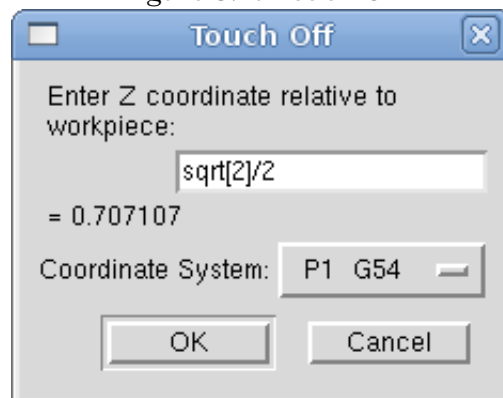 Touch Off
Enter Z coordinate relative to
workpiece:
sqrt[2]/2
= 0.707107
Coordinate System: P1 G54
OK Cancel